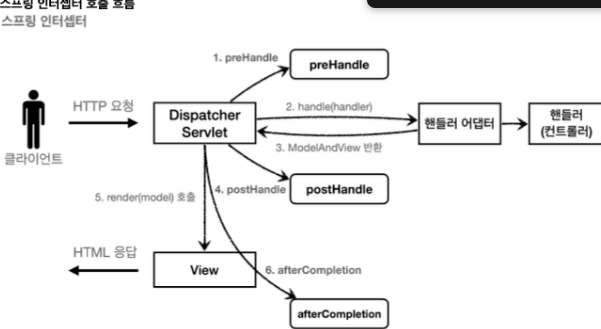 스프링 인터셉터 호출 흐름
스프링 인터셉터
1. preHandle
preHandle
HTTP 요청
Dispatcher
Servlet
2. handle(handler)
핸들러 어댑터
핸들러
(컨트롤러)
3. ModelAndView 반환
클라이언트
4. postHandle
postHandle
5. render(model) 호출
HTML 응답
View
6. afterCompletion
afterCompletion